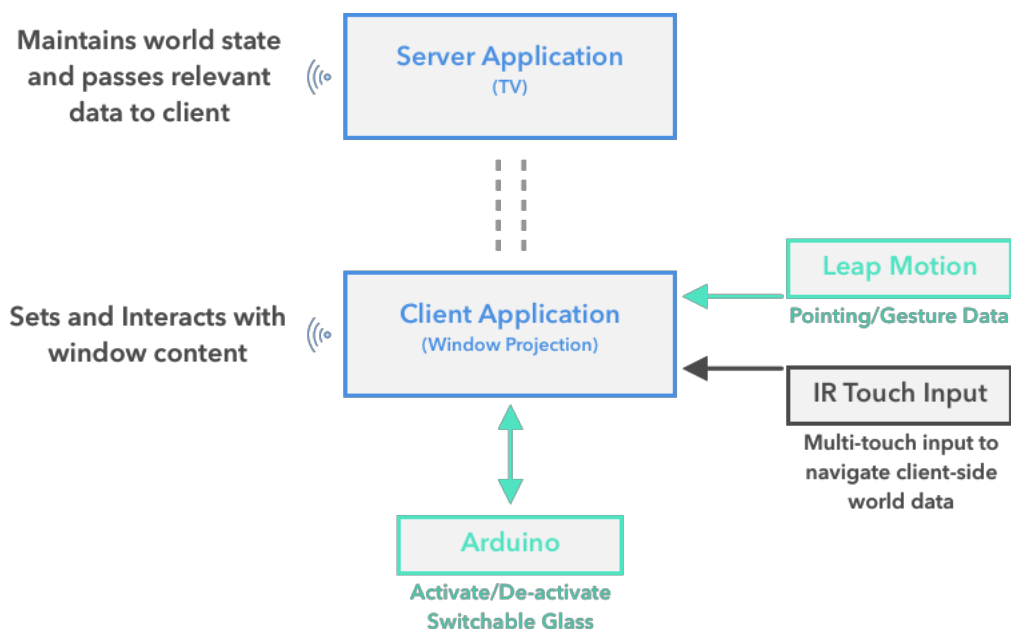 Maintains world state
and passes relevant
data to client
Server Application
(TV)
Sets and Interacts with
window content
Client Application
(Window Projection)
Leap Motion
Pointing/Gesture Data
IR Touch Input
Multi-touch input to
navigate client-side
world data
Arduino
Activate/De-activate
Switchable Glass